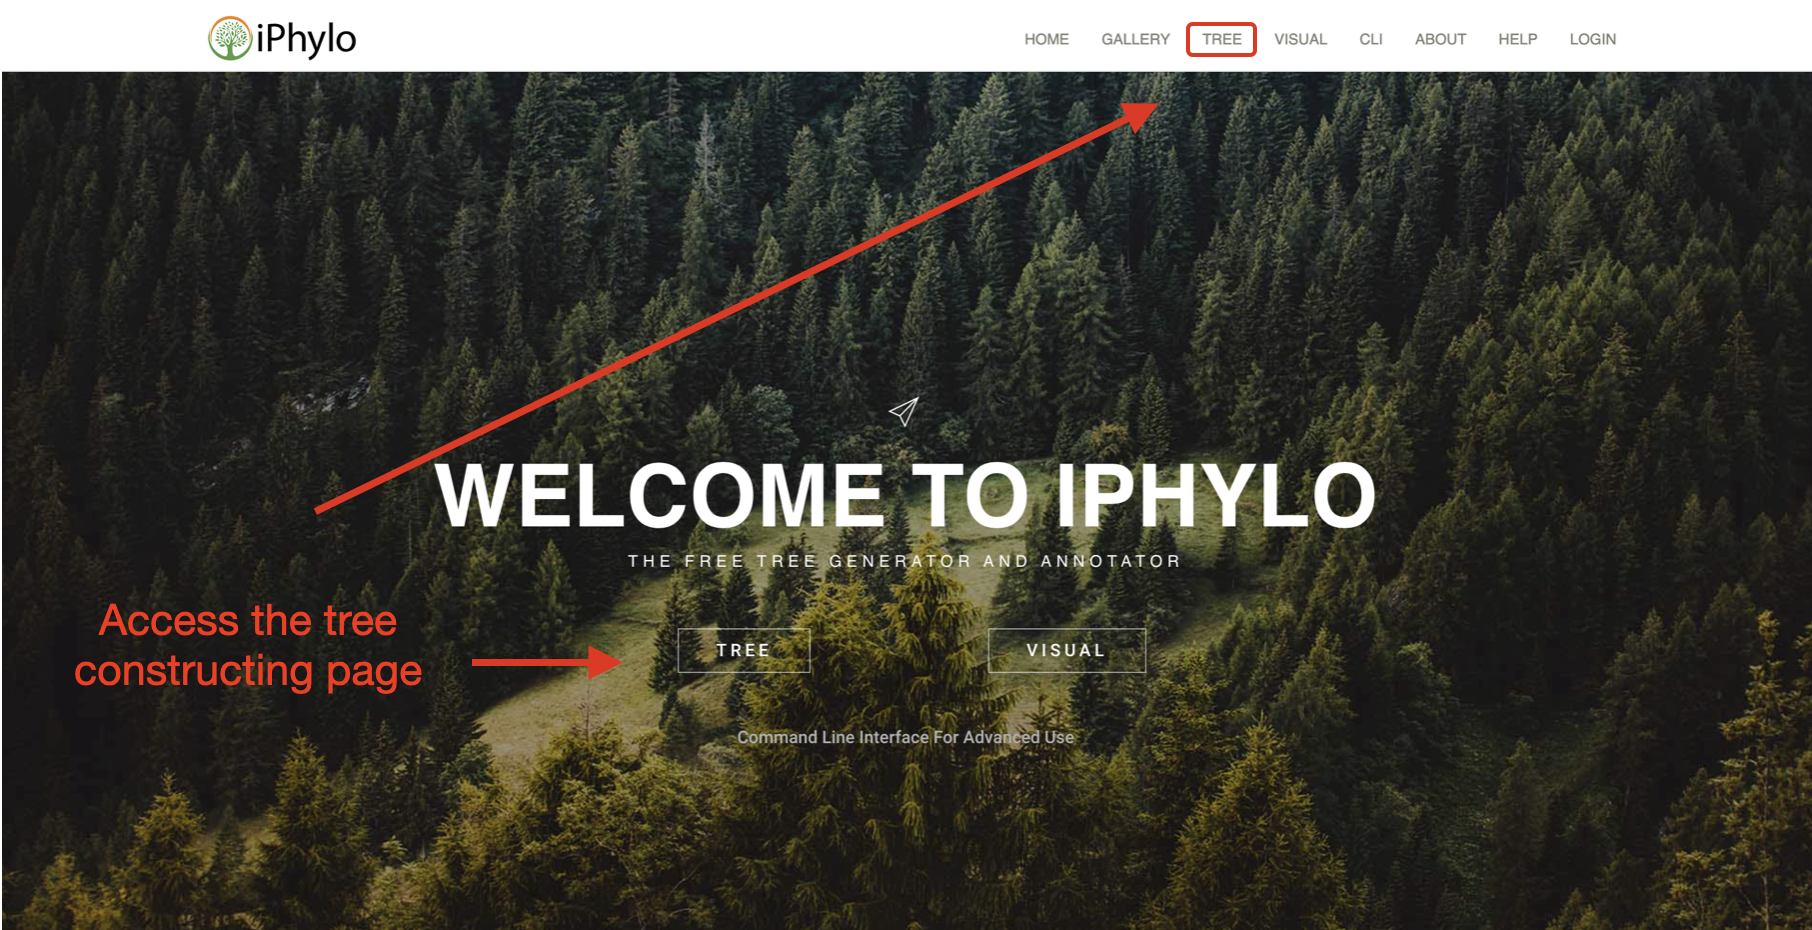 iPhylo
HOME GALLERY TREE VISUAL CLI ABOUT HELP LOGIN
WELCOME TO IPHYLO
THE FREE TREE GENERATOR AND ANNOTATOR
Access the tree
constructing page
TREE
VISUAL
Command Line Interface For Advanced Use